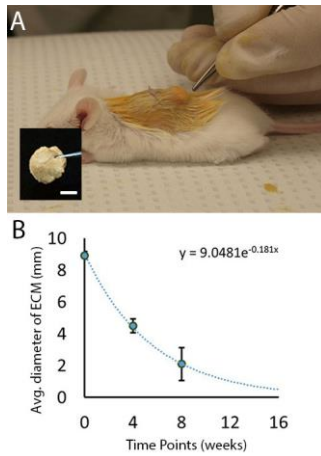 A
B
y = 9.0481e^-0.181x
Avg. diameter of ECM (mm)
10
8
6
4
2
0
0 4 8 12 16
Time Points (weeks)